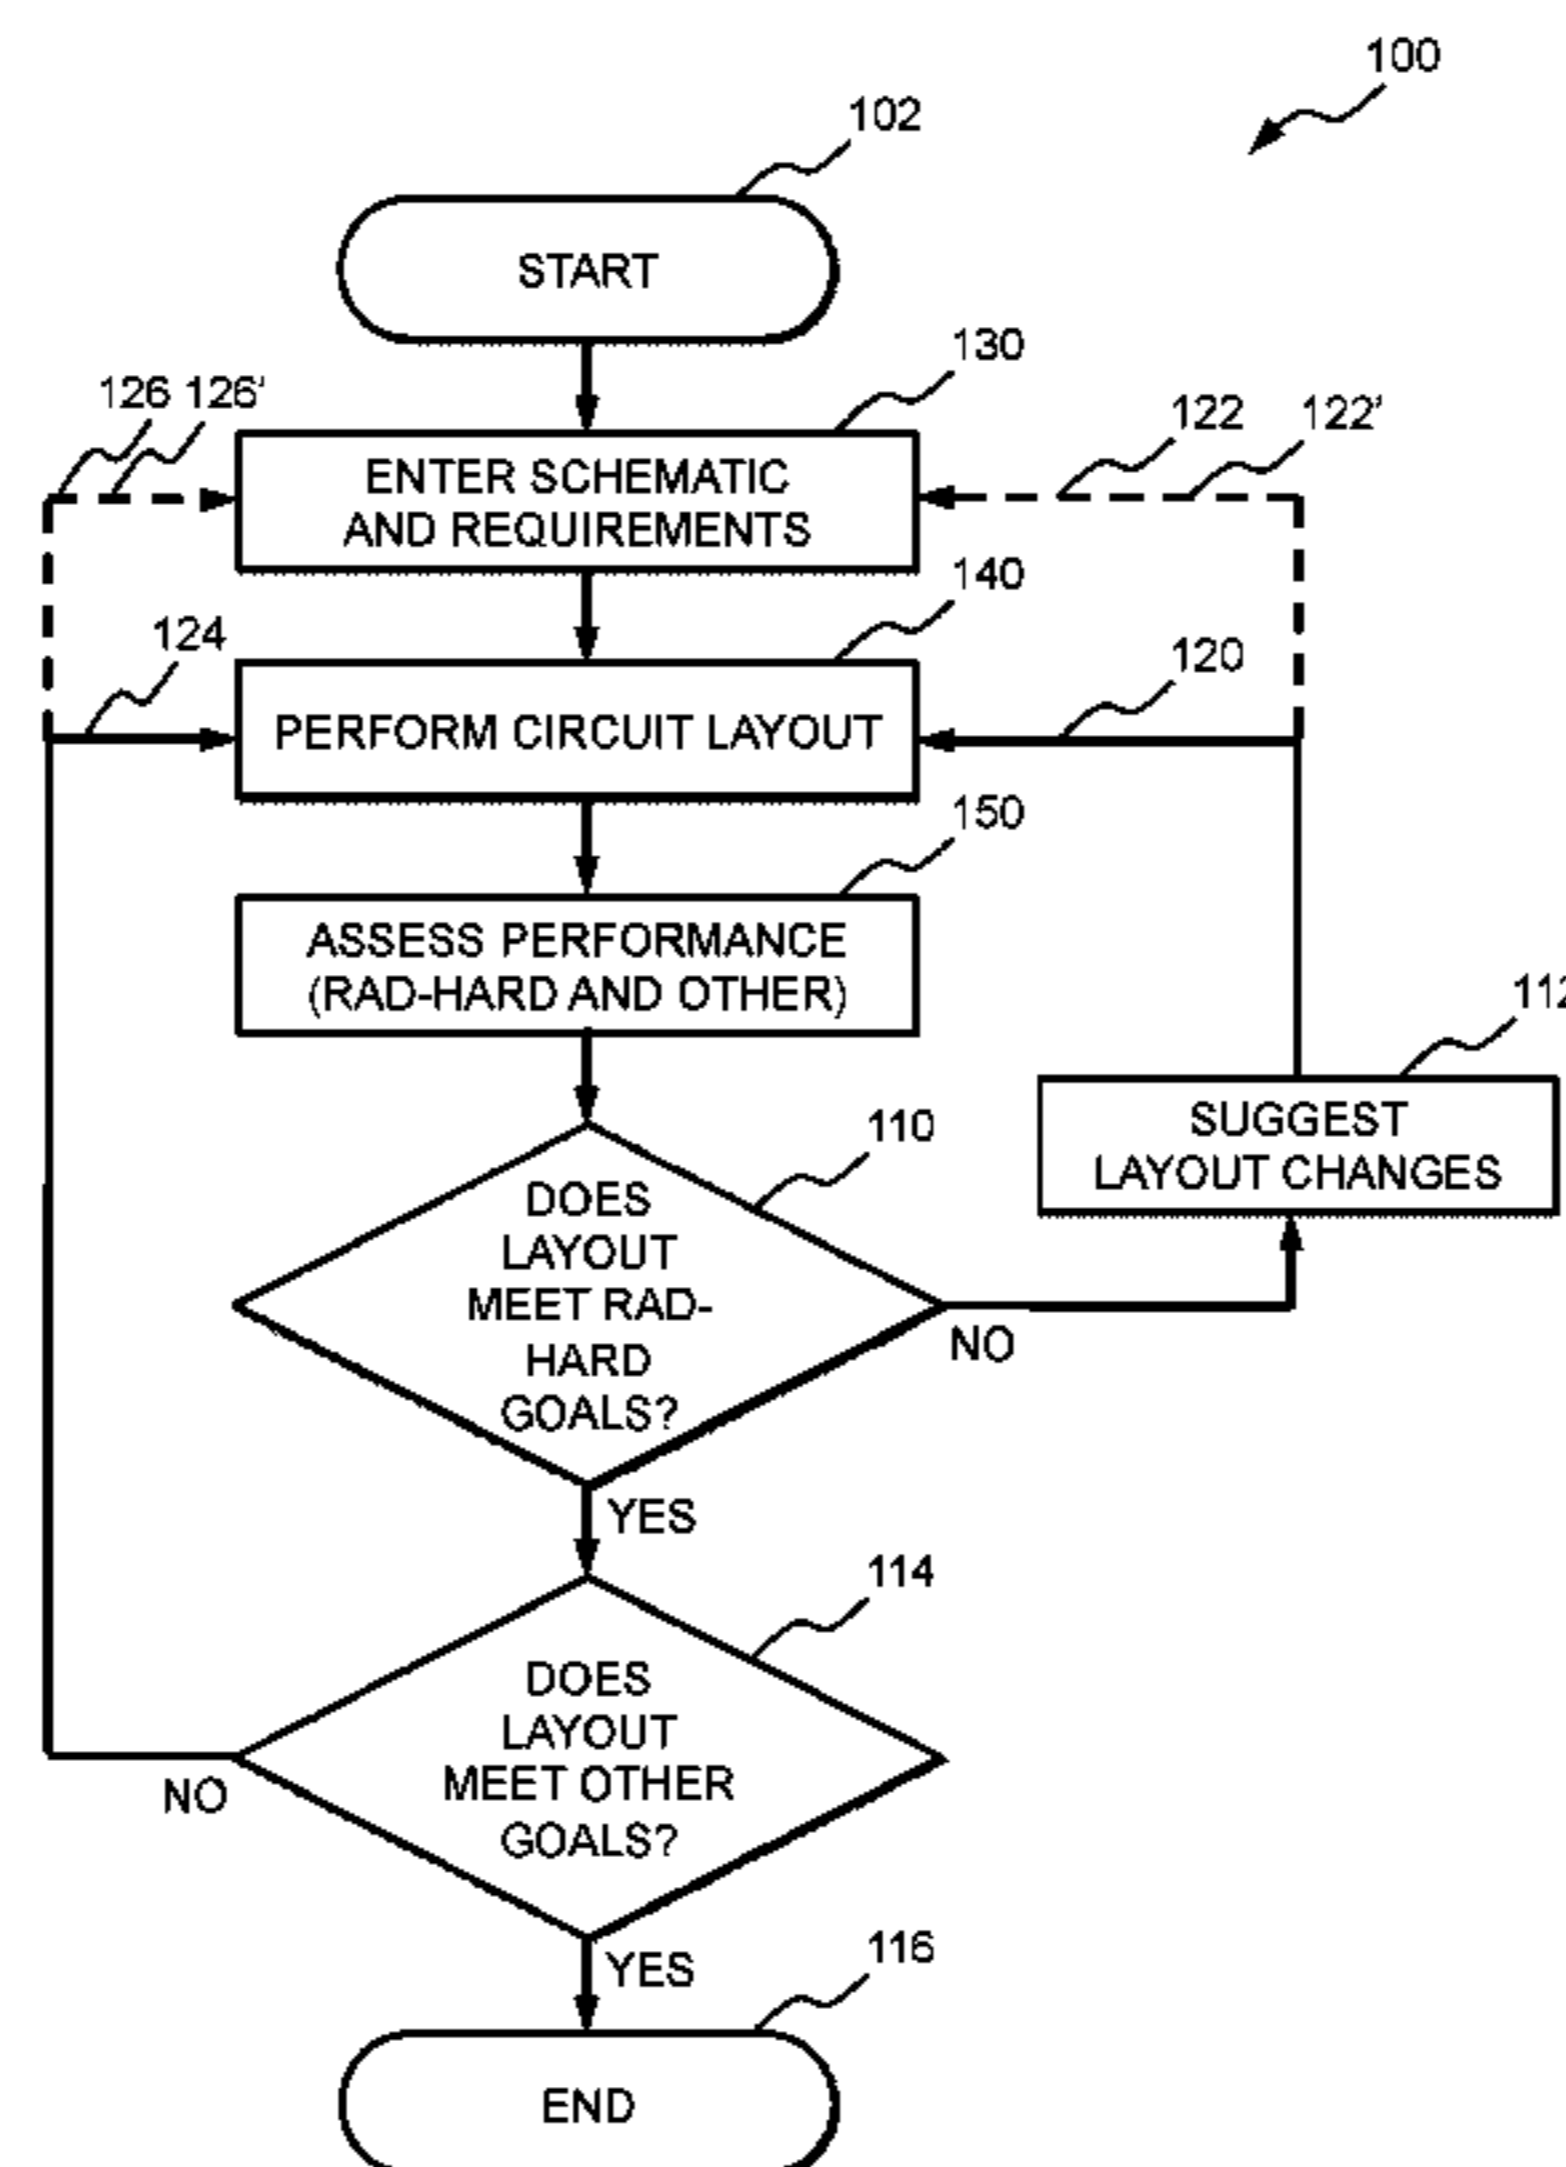 100
102
START
130
126 126'
122
122'
ENTER SCHEMATIC
AND REQUIREMENTS
140
124
120
PERFORM CIRCUIT LAYOUT
150
ASSESS PERFORMANCE
(RAD-HARD AND OTHER)
112
SUGGEST
LAYOUT CHANGES
110
DOES
LAYOUT
MEET RAD-
HARD
GOALS?
NO
YES
114
DOES
LAYOUT
MEET OTHER
GOALS?
NO
YES
116
END